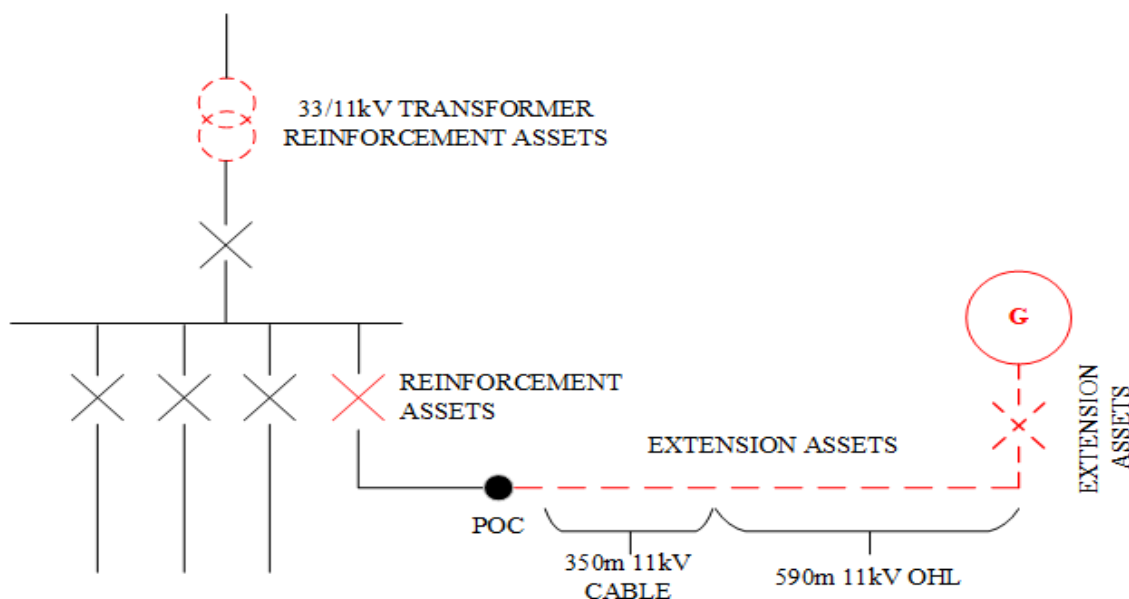 33/11kV TRANSFORMER
REINFORCEMENT ASSETS
G
REINFORCEMENT
ASSETS
EXTENSION ASSETS
EXTENSION
ASSETS
POC
350m 11kV
CABLE
590m 11kV OHL